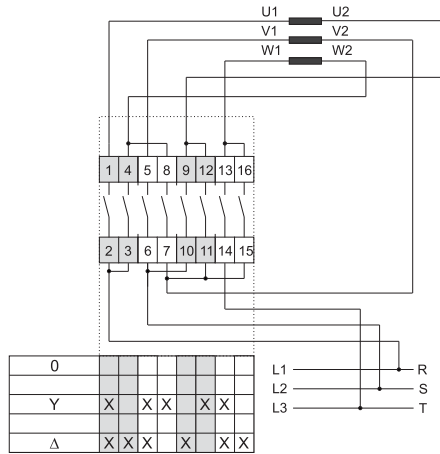 U1 U2
V1 V2
W1 W2
1 4 5 8 9 12 13 16
2 3 6 7 10 11 14 15
0
L1 R
L2 S
Y X X X X X X
L3 T
Δ X X X X X X